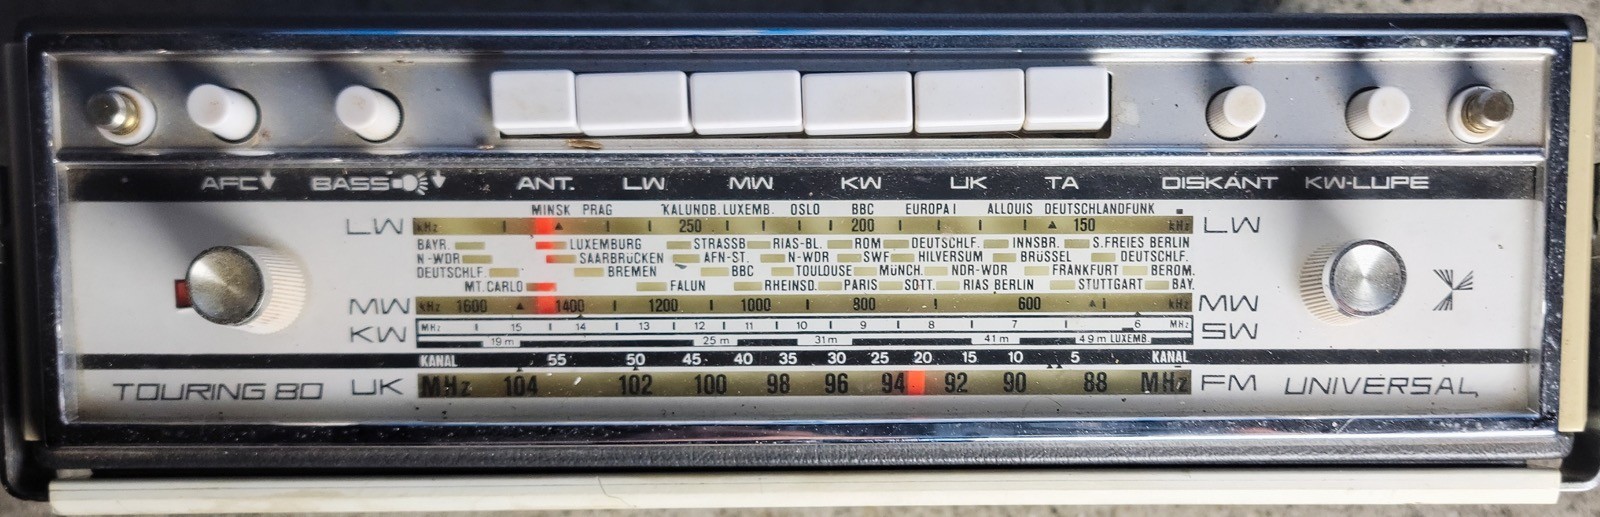 AFC BASS ANT. LW MW KW UK TA DISKANT KW-LUPE
MINSK PRAG KALUNDB. LUXEMB. OSLO BBC EUROPA I ALLOUIS DEUTSCHLANDFUNK
LW kHz 250 200 150 kHz LW
BAYR. LUXEMBURG STRASSB RIAS-BL. ROM DEUTSCHLF. INNSBR. S.FREIES BERLIN
N-WDR SAARBRÜCKEN AFN-ST. N-WDR SWF HILVERSUM BRÜSSEL DEUTSCHLF.
DEUTSCHLF. BREMEN BBC TOULOUSE MÜNCH. NDR-WDR FRANKFURT BEROM.
MT.CARLO FALUN RHEINSD. PARIS SOTT. RIAS BERLIN STUTTGART BAY.
MW kHz 1600 1400 1200 1000 800 600 kHz MW
KW MHz 15 14 13 12 11 10 9 8 7 6 MHz SW
19m 25m 31m 41m 49m LUXEMB.
KANAL 55 50 45 40 35 30 25 20 15 10 5 KANAL
TOURING 80 UK MHz 104 102 100 98 96 94 92 90 88 MHz FM UNIVERSAL